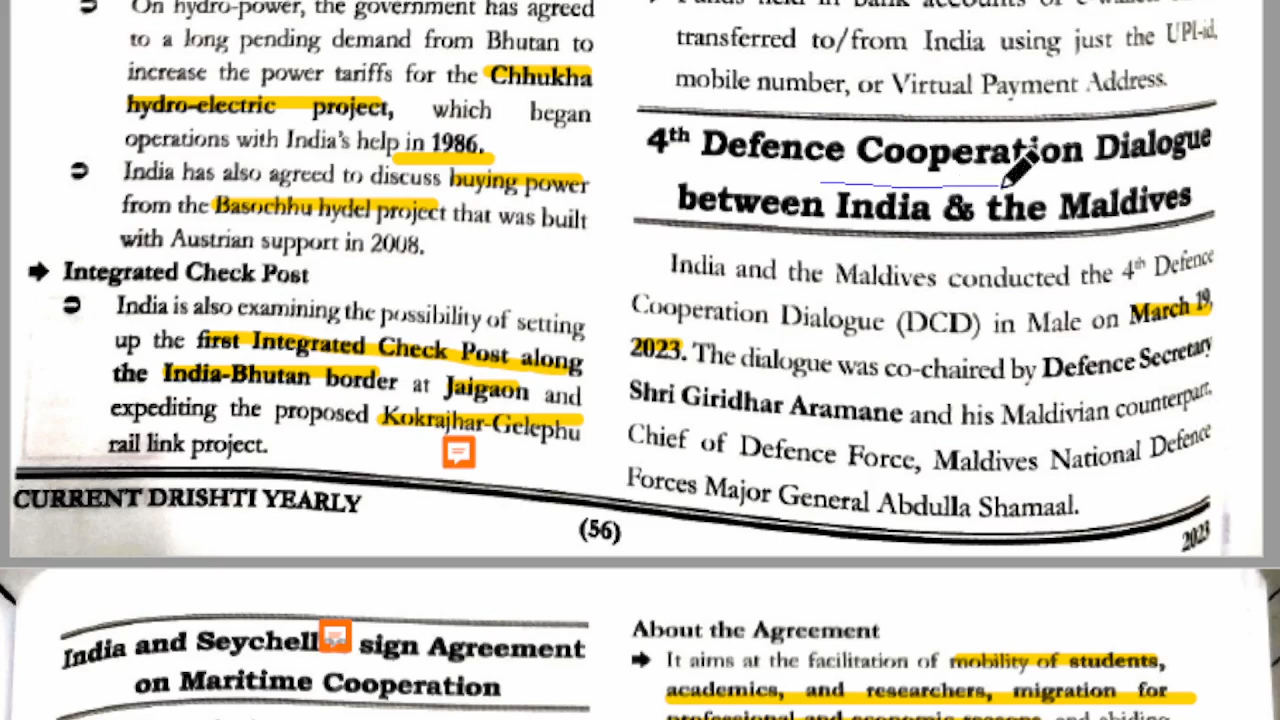 On hydro-power, the government has agreed
to a long pending demand from Bhutan to
increase the power tariffs for the Chhukha
hydro-electric project, which began
operations with India's help in 1986.
India has also agreed to discuss buying power
from the Basochhu hydel project that was built
with Austrian support in 2008.
Integrated Check Post
India is also examining the possibility of setting
up the first Integrated Check Post along
the India-Bhutan border at Jaigaon and
expediting the proposed Kokrajhar-Gelephu
rail link project.
transferred to/from India using just the UPI-id,
mobile number, or Virtual Payment Address.
4th Defence Cooperation Dialogue
between India & the Maldives
India and the Maldives conducted the 4th Defence
Cooperation Dialogue (DCD) in Male on March 19,
2023. The dialogue was co-chaired by Defence Secretary
Shri Giridhar Aramane and his Maldivian counterpart,
Chief of Defence Force, Maldives National Defence
Forces Major General Abdulla Shamaal.
CURRENT DRISHTI YEARLY
(56)
2023
India and Seychell sign Agreement
on Maritime Cooperation
About the Agreement
It aims at the facilitation of mobility of students,
academics, and researchers, migration for
professional and economic reasons, and abiding